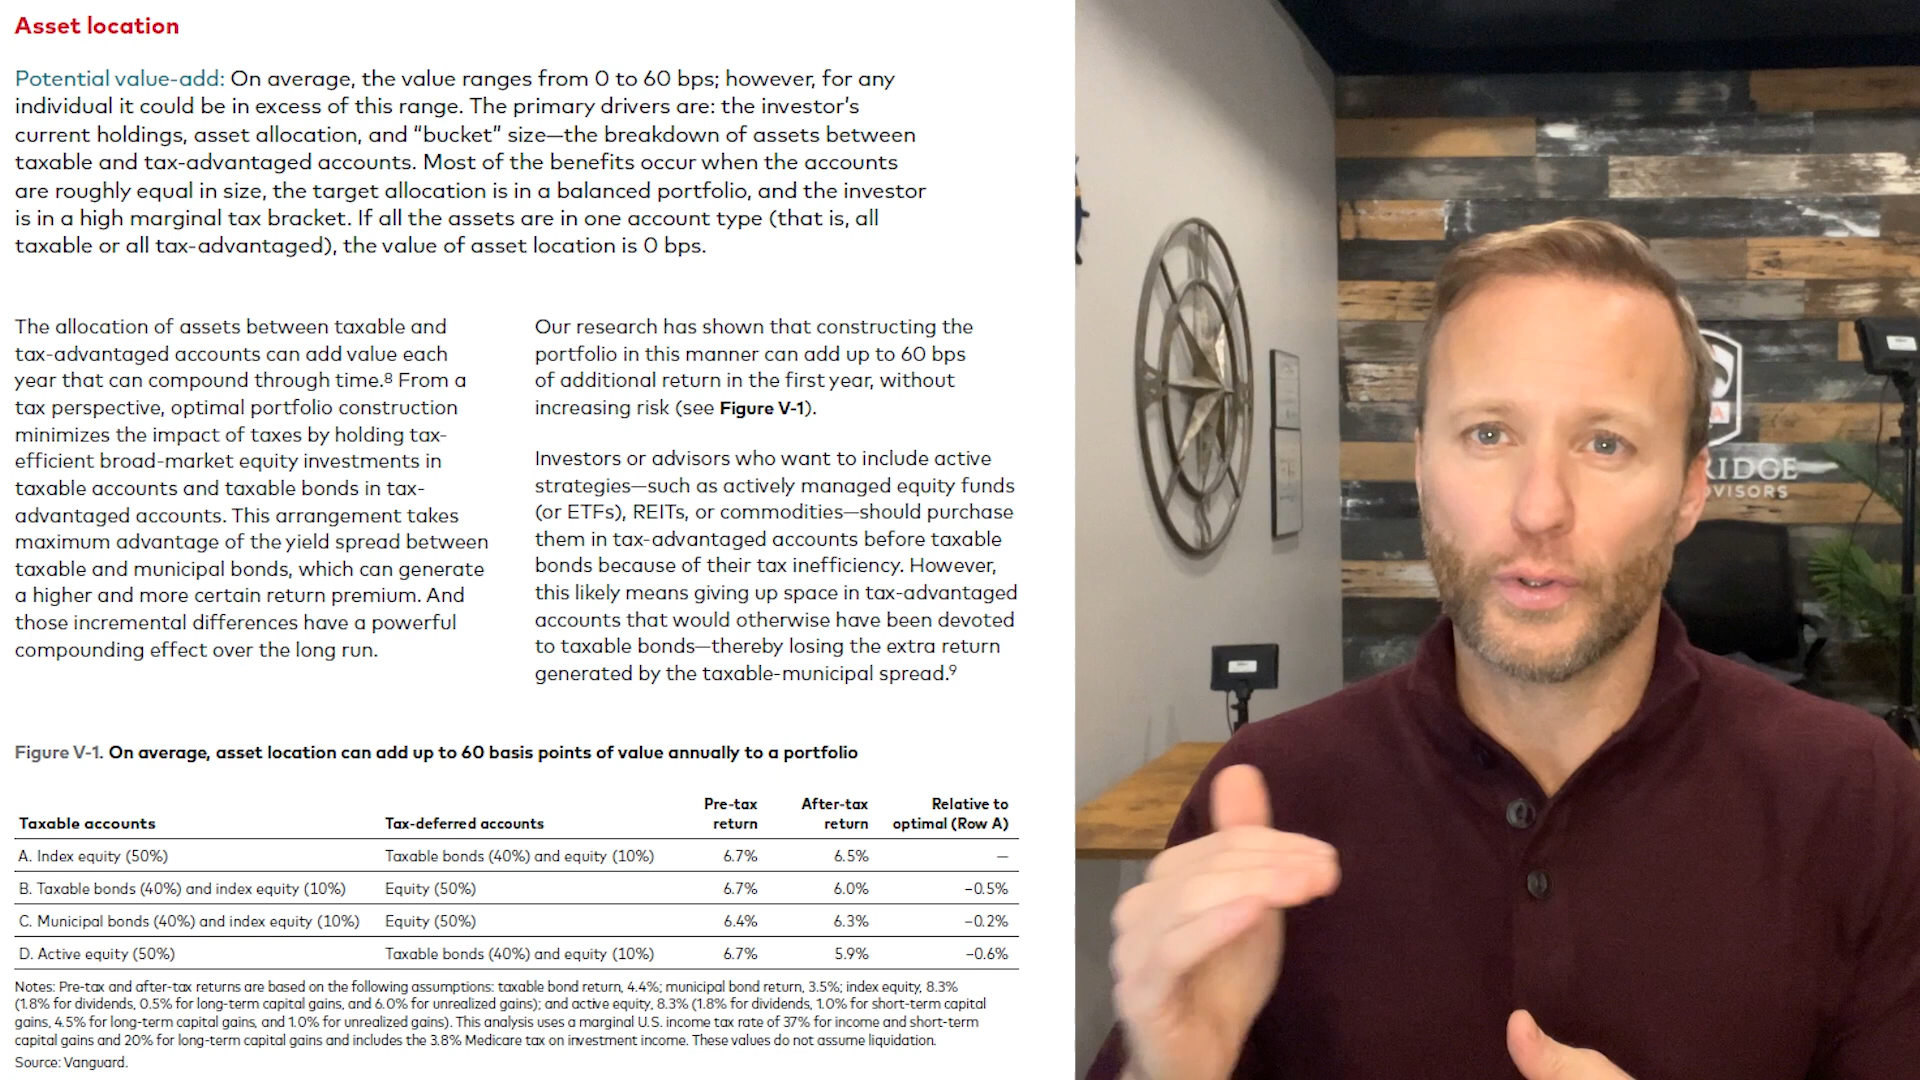 Asset location
Potential value-add: On average, the value ranges from 0 to 60 bps; however, for any
individual it could be in excess of this range. The primary drivers are: the investor's
current holdings, asset allocation, and “bucket” size—the breakdown of assets between
taxable and tax-advantaged accounts. Most of the benefits occur when the accounts
are roughly equal in size, the target allocation is in a balanced portfolio, and the investor
is in a high marginal tax bracket. If all the assets are in one account type (that is, all
taxable or all tax-advantaged), the value of asset location is 0 bps.
The allocation of assets between taxable and
tax-advantaged accounts can add value each
year that can compound through time.⁸ From a
tax perspective, optimal portfolio construction
minimizes the impact of taxes by holding tax-
efficient broad-market equity investments in
taxable accounts and taxable bonds in tax-
advantaged accounts. This arrangement takes
maximum advantage of the yield spread between
taxable and municipal bonds, which can generate
a higher and more certain return premium. And
those incremental differences have a powerful
compounding effect over the long run.
Our research has shown that constructing the
portfolio in this manner can add up to 60 bps
of additional return in the first year, without
increasing risk (see Figure V-1).
Investors or advisors who want to include active
strategies—such as actively managed equity funds
(or ETFs), REITs, or commodities—should purchase
them in tax-advantaged accounts before taxable
bonds because of their tax inefficiency. However,
this likely means giving up space in tax-advantaged
accounts that would otherwise have been devoted
to taxable bonds—thereby losing the extra return
generated by the taxable-municipal spread.⁹
Figure V-1. On average, asset location can add up to 60 basis points of value annually to a portfolio
Taxable accounts Tax-deferred accounts Pre-tax return After-tax return Relative to optimal (Row A)
A. Index equity (50%) Taxable bonds (40%) and equity (10%) 6.7% 6.5% —
B. Taxable bonds (40%) and index equity (10%) Equity (50%) 6.7% 6.0% –0.5%
C. Municipal bonds (40%) and index equity (10%) Equity (50%) 6.4% 6.3% –0.2%
D. Active equity (50%) Taxable bonds (40%) and equity (10%) 6.7% 5.9% –0.6%
Notes: Pre-tax and after-tax returns are based on the following assumptions: taxable bond return, 4.4%; municipal bond return, 3.5%; index equity, 8.3%
(1.8% for dividends, 0.5% for long-term capital gains, and 6.0% for unrealized gains); and active equity, 8.3% (1.8% for dividends, 1.0% for short-term capital
gains, 4.5% for long-term capital gains, and 1.0% for unrealized gains). This analysis uses a marginal U.S. income tax rate of 37% for income and short-term
capital gains and 20% for long-term capital gains and includes the 3.8% Medicare tax on investment income. These values do not assume liquidation.
Source: Vanguard.